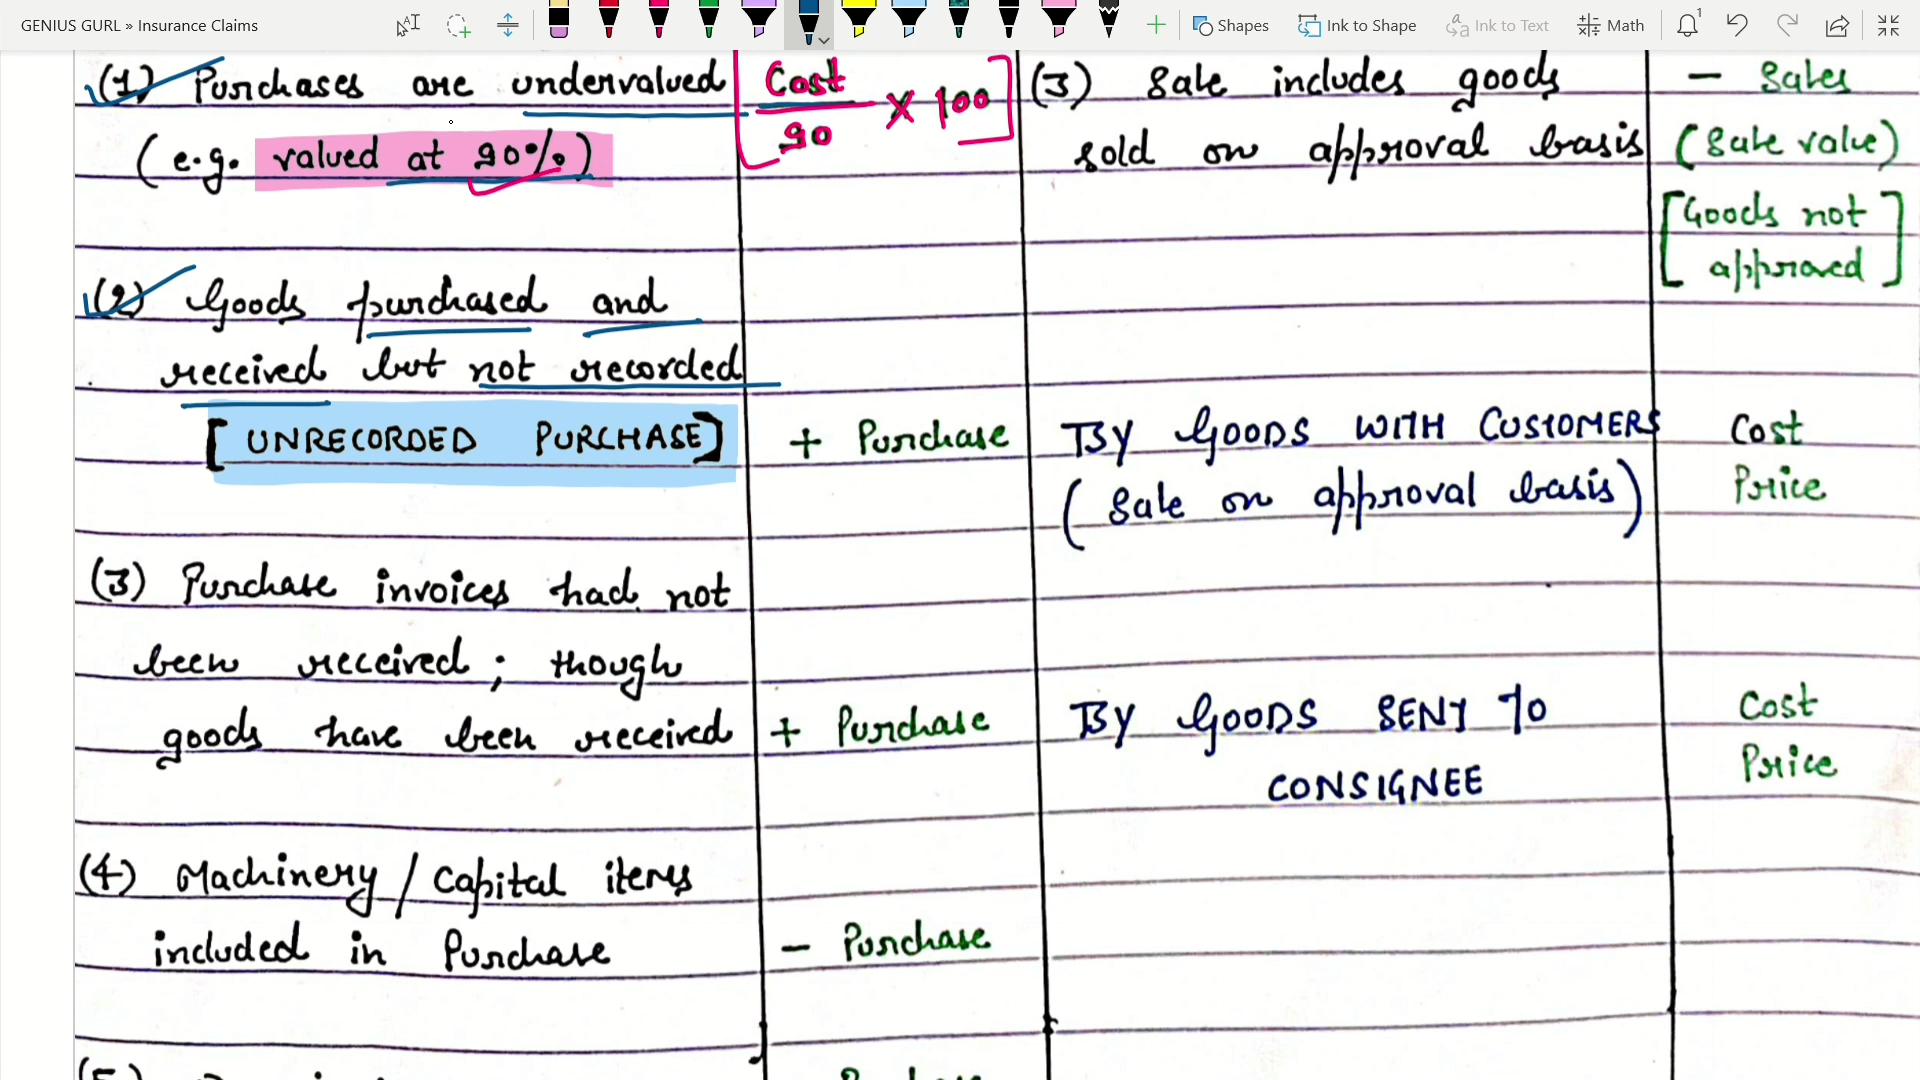 GENIUS GURL » Insurance Claims
Shapes
Ink to Shape
Ink to Text
Math
1
(1) Purchases are undervalued
(e.g. valued at 90%)
Cost
90
× 100
(2) Goods purchased and
received but not recorded
[UNRECORDED PURCHASE]
+ Purchase
(3) Purchase invoices had not
been received; though
goods have been received
+ Purchase
(4) Machinery / Capital items
included in Purchase
- Purchase
(3) Sale includes goods
sold on approval basis
- Sales
(Sale value)
[Goods not
approved]
BY GOODS WITH CUSTOMERS
(Sale on approval basis)
Cost
Price
BY GOODS SENT TO
CONSIGNEE
Cost
Price